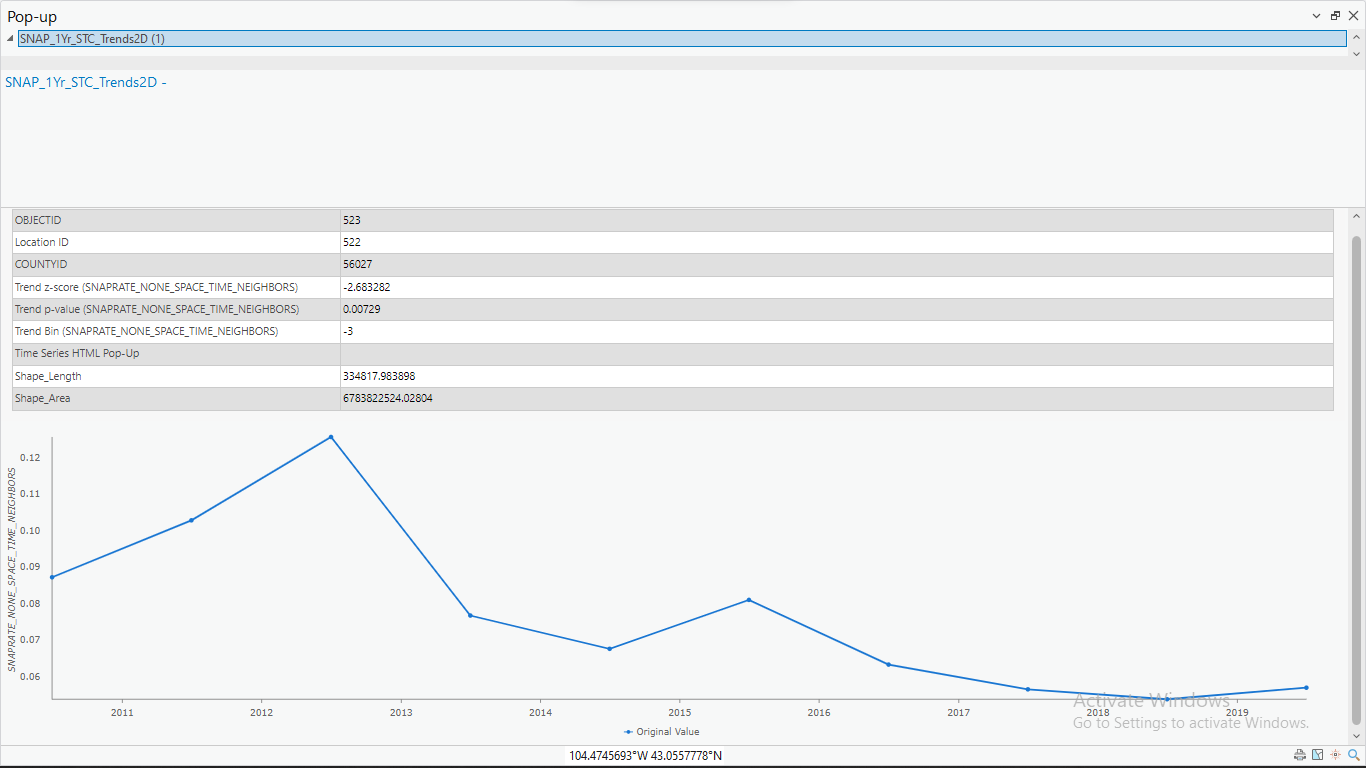 Pop-up
SNAP_1Yr_STC_Trends2D (1)
SNAP_1Yr_STC_Trends2D -
OBJECTID 523
Location ID 522
COUNTYID 56027
Trend z-score (SNAPRATE_NONE_SPACE_TIME_NEIGHBORS) -2.683282
Trend p-value (SNAPRATE_NONE_SPACE_TIME_NEIGHBORS) 0.00729
Trend Bin (SNAPRATE_NONE_SPACE_TIME_NEIGHBORS) -3
Time Series HTML Pop-Up
Shape_Length 334817.983898
Shape_Area 6783822524.02804
SNAPRATE_NONE_SPACE_TIME_NEIGHBORS
0.12
0.11
0.10
0.09
0.08
0.07
0.06
2011 2012 2013 2014 2015 2016 2017 2018 2019
Original Value
Activate Windows
Go to Settings to activate Windows.
104.4745693°W 43.0557778°N